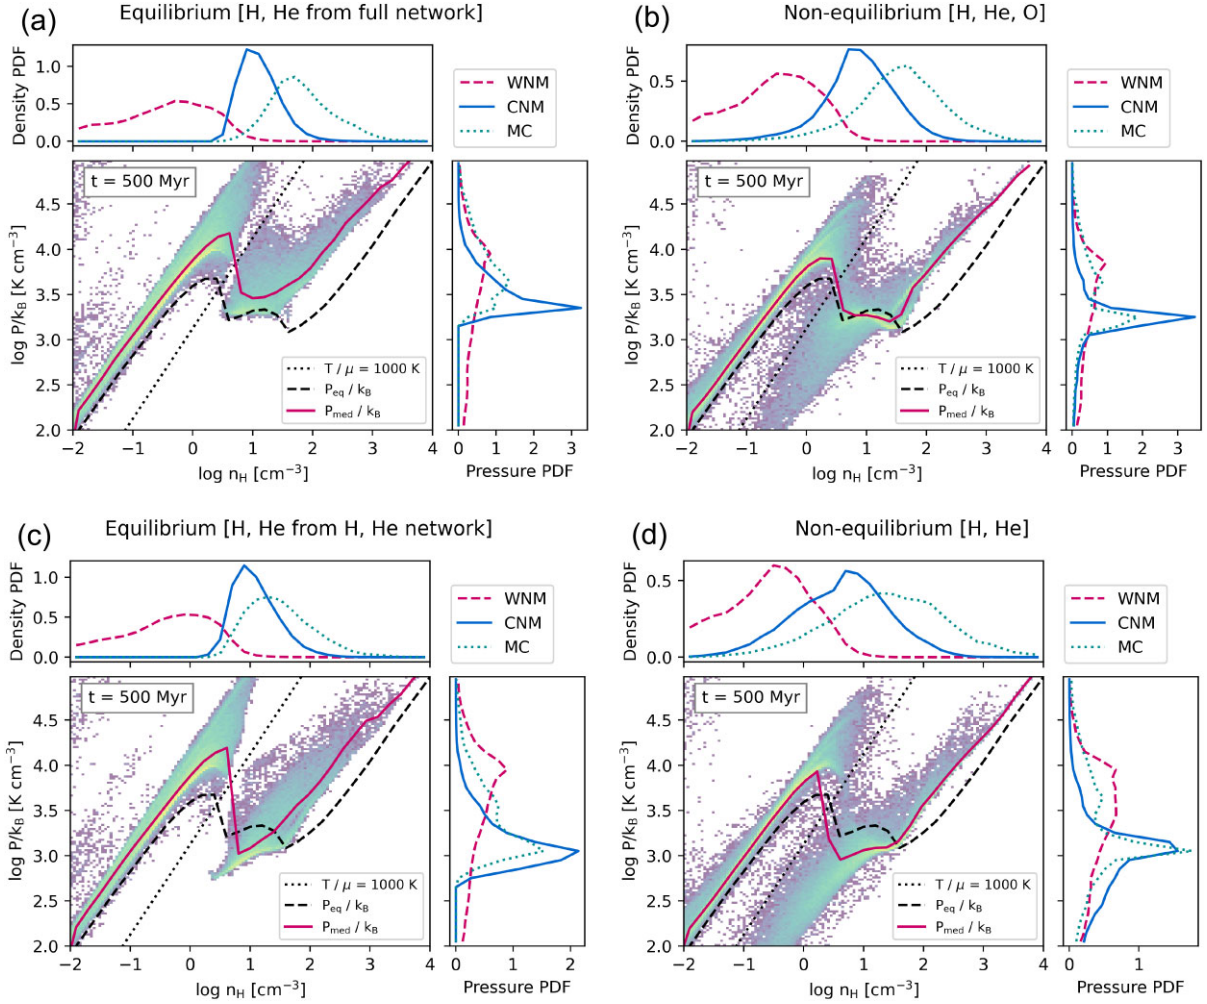 (a)
Equilibrium [H, He from full network]
Density PDF
1.0
0.5
0.0
WNM
CNM
MC
t = 500 Myr
log P/k_B [K cm⁻³]
4.5
4.0
3.5
3.0
2.5
2.0
T / μ = 1000 K
P_eq / k_B
P_med / k_B
−2 −1 0 1 2 3 4
log n_H [cm⁻³]
0 1 2 3
Pressure PDF
(b)
Non-equilibrium [H, He, O]
Density PDF
0.5
0.0
WNM
CNM
MC
t = 500 Myr
log P/k_B [K cm⁻³]
4.5
4.0
3.5
3.0
2.5
2.0
T / μ = 1000 K
P_eq / k_B
P_med / k_B
−2 −1 0 1 2 3 4
log n_H [cm⁻³]
0 1 2 3
Pressure PDF
(c)
Equilibrium [H, He from H, He network]
Density PDF
1.0
0.5
0.0
WNM
CNM
MC
t = 500 Myr
log P/k_B [K cm⁻³]
4.5
4.0
3.5
3.0
2.5
2.0
T / μ = 1000 K
P_eq / k_B
P_med / k_B
−2 −1 0 1 2 3 4
log n_H [cm⁻³]
0 1 2
Pressure PDF
(d)
Non-equilibrium [H, He]
Density PDF
0.5
0.0
WNM
CNM
MC
t = 500 Myr
log P/k_B [K cm⁻³]
4.5
4.0
3.5
3.0
2.5
2.0
T / μ = 1000 K
P_eq / k_B
P_med / k_B
−2 −1 0 1 2 3 4
log n_H [cm⁻³]
0 1
Pressure PDF